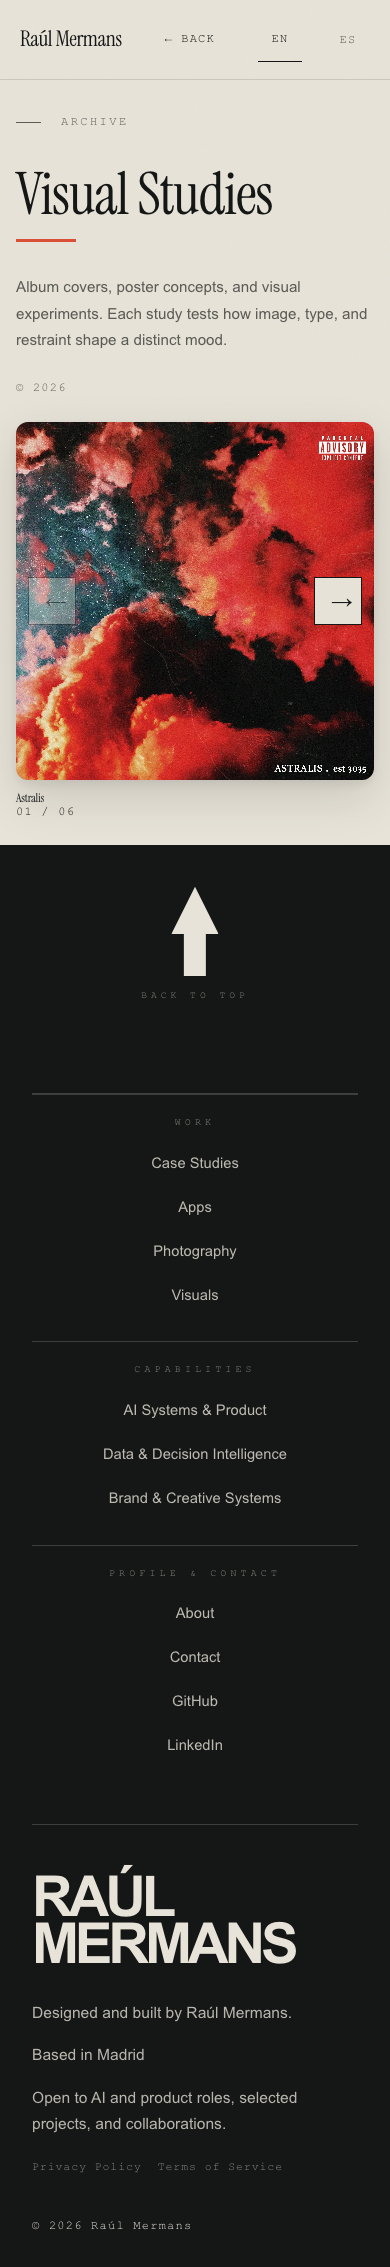 Raúl Mermans
← BACK
EN
ES
ARCHIVE
Visual Studies
Album covers, poster concepts, and visual
experiments. Each study tests how image, type, and
restraint shape a distinct mood.
© 2026
PARENTAL
ADVISORY
EXPLICIT CONTENT
←
→
ASTRALIS . est 3035
Astralis
01 / 06
BACK TO TOP
WORK
Case Studies
Apps
Photography
Visuals
CAPABILITIES
AI Systems & Product
Data & Decision Intelligence
Brand & Creative Systems
PROFILE & CONTACT
About
Contact
GitHub
LinkedIn
RAÚL
MERMANS
Designed and built by Raúl Mermans.
Based in Madrid
Open to AI and product roles, selected
projects, and collaborations.
Privacy Policy Terms of Service
© 2026 Raúl Mermans